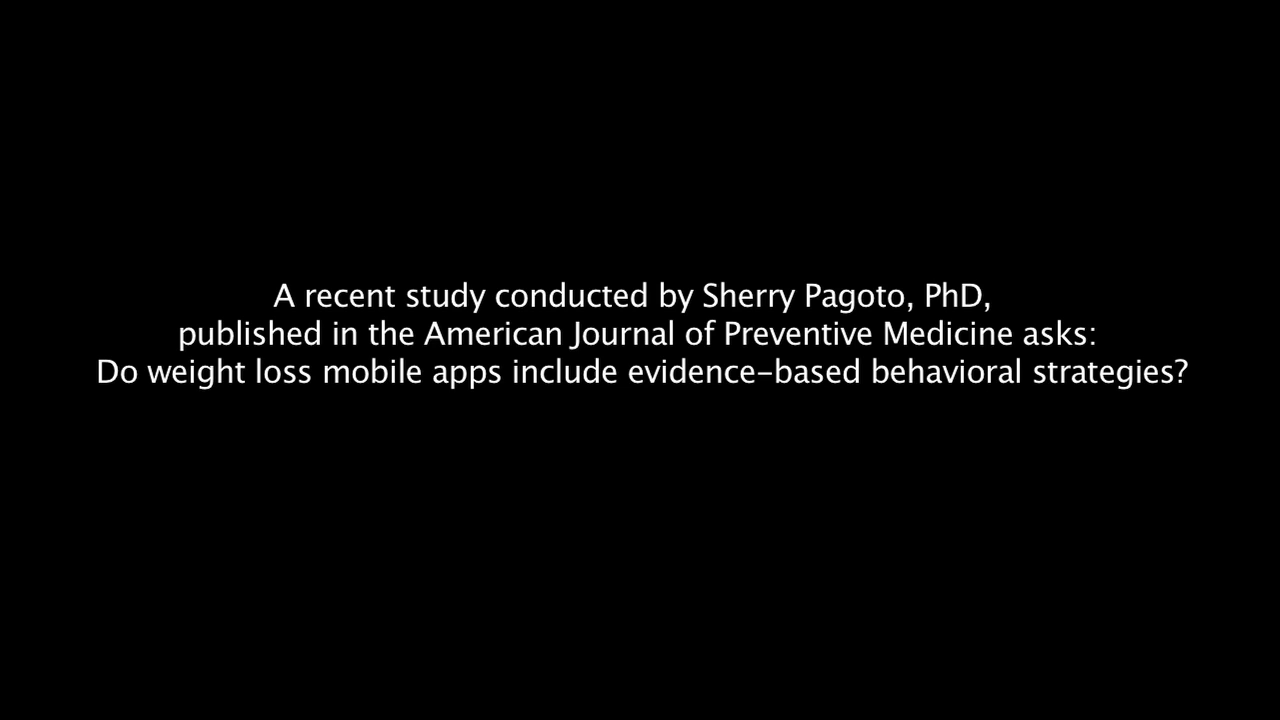 A recent study conducted by Sherry Pagoto, PhD,
published in the American Journal of Preventive Medicine asks:
Do weight loss mobile apps include evidence-based behavioral strategies?